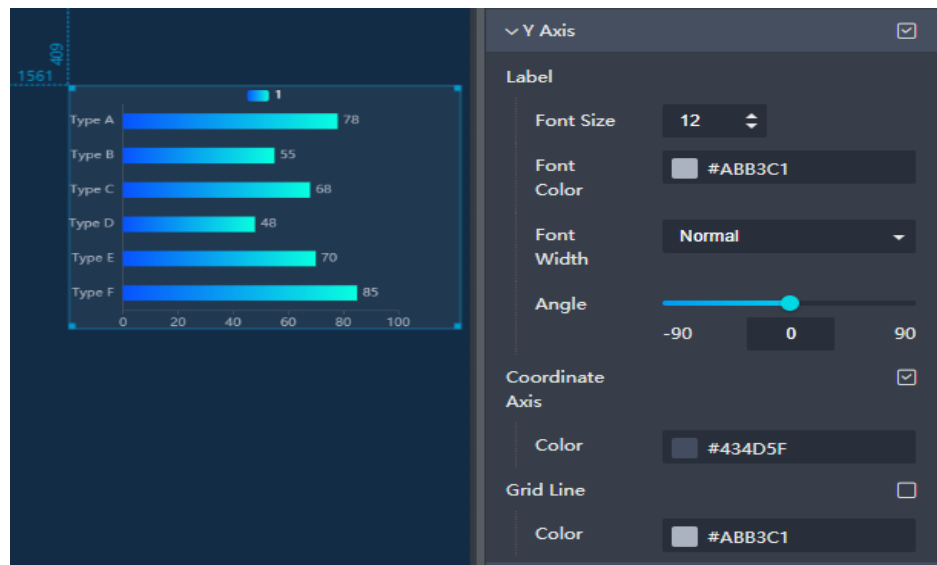 409
1561
1
Type A 78
Type B 55
Type C 68
Type D 48
Type E 70
Type F 85
0 20 40 60 80 100
Y Axis
Label
Font Size 12
Font
Color
#ABB3C1
Font
Width
Normal
Angle
-90 0 90
Coordinate
Axis
Color #434D5F
Grid Line
Color #ABB3C1